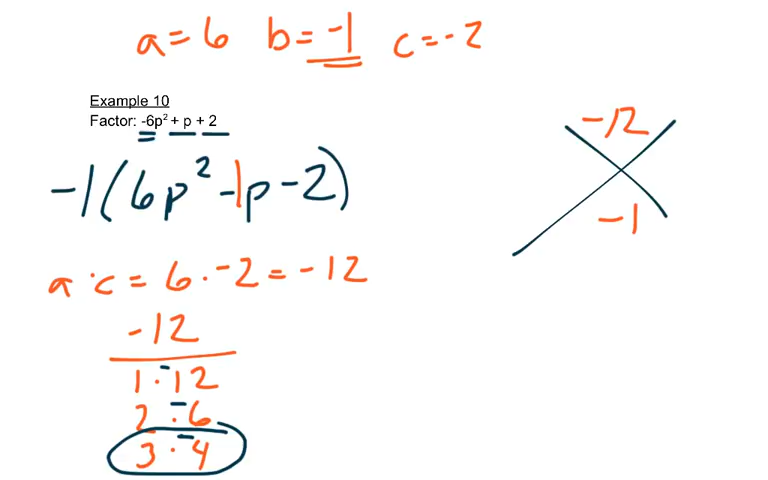 a = 6 b = -1 c = -2
Example 10
Factor: -6p² + p + 2
-1(6p² - 1p - 2)
a · c = 6 · -2 = -12
-12
1 · -12
2 · -6
3 · -4
-12
-1